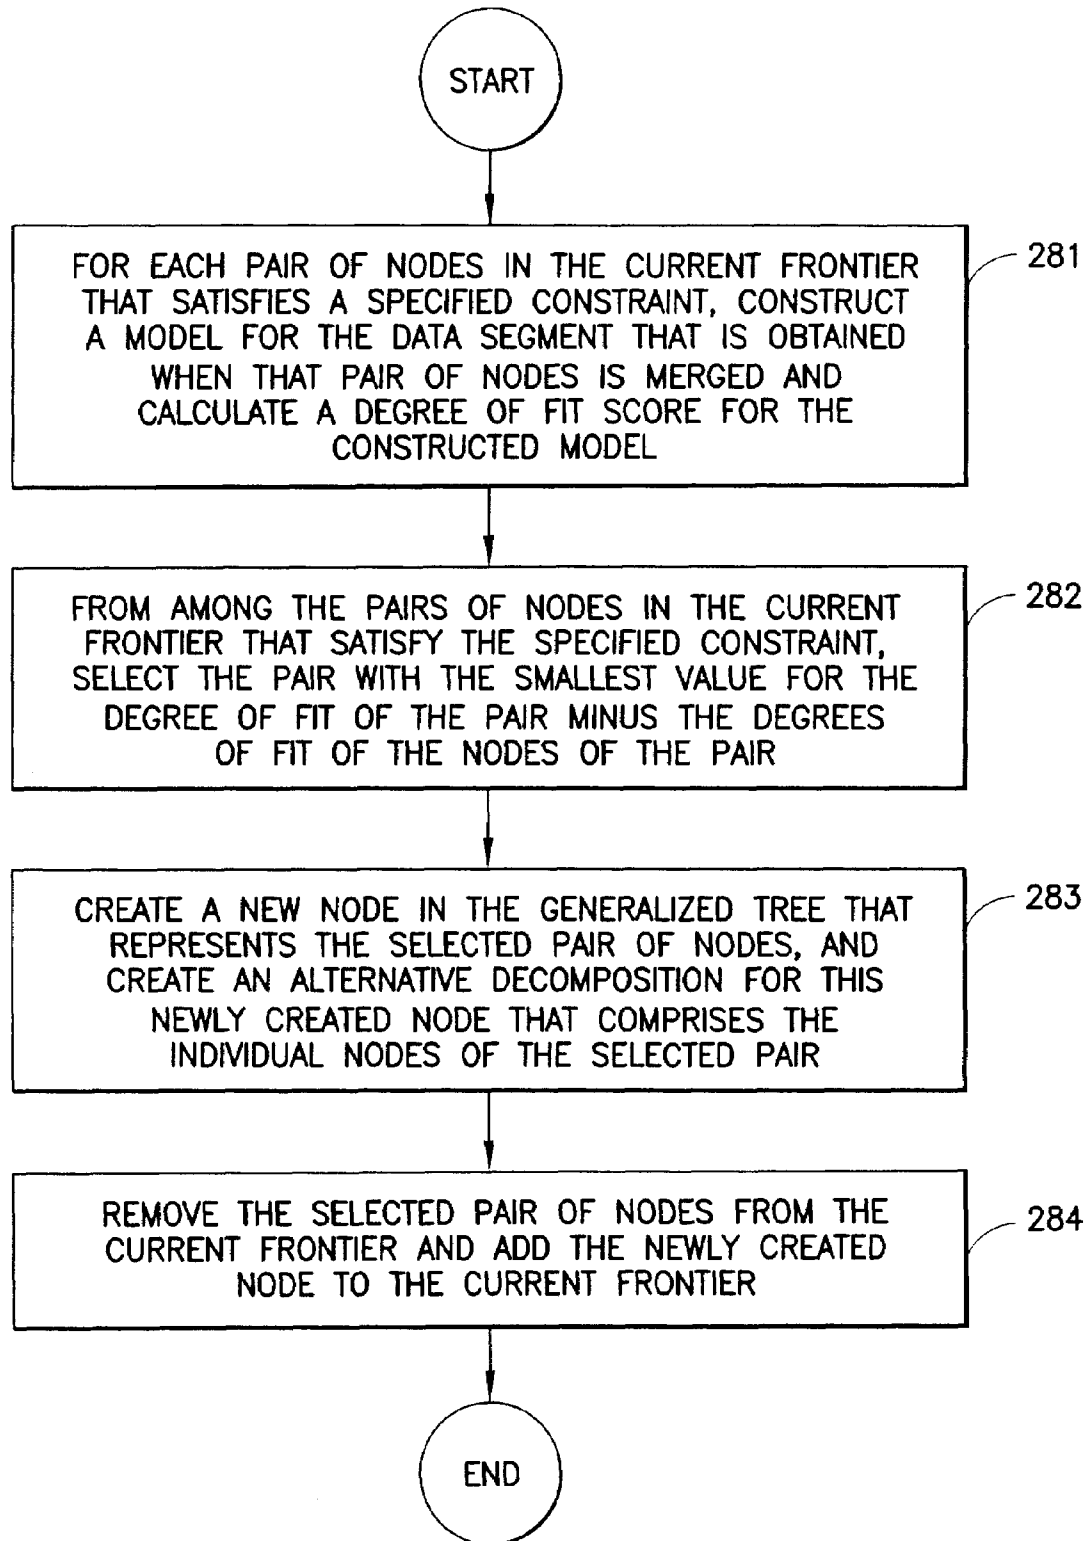 START
FOR EACH PAIR OF NODES IN THE CURRENT FRONTIER
THAT SATISFIES A SPECIFIED CONSTRAINT, CONSTRUCT
A MODEL FOR THE DATA SEGMENT THAT IS OBTAINED
WHEN THAT PAIR OF NODES IS MERGED AND
CALCULATE A DEGREE OF FIT SCORE FOR THE
CONSTRUCTED MODEL
281
FROM AMONG THE PAIRS OF NODES IN THE CURRENT
FRONTIER THAT SATISFY THE SPECIFIED CONSTRAINT,
SELECT THE PAIR WITH THE SMALLEST VALUE FOR THE
DEGREE OF FIT OF THE PAIR MINUS THE DEGREES
OF FIT OF THE NODES OF THE PAIR
282
CREATE A NEW NODE IN THE GENERALIZED TREE THAT
REPRESENTS THE SELECTED PAIR OF NODES, AND
CREATE AN ALTERNATIVE DECOMPOSITION FOR THIS
NEWLY CREATED NODE THAT COMPRISES THE
INDIVIDUAL NODES OF THE SELECTED PAIR
283
REMOVE THE SELECTED PAIR OF NODES FROM THE
CURRENT FRONTIER AND ADD THE NEWLY CREATED
NODE TO THE CURRENT FRONTIER
284
END